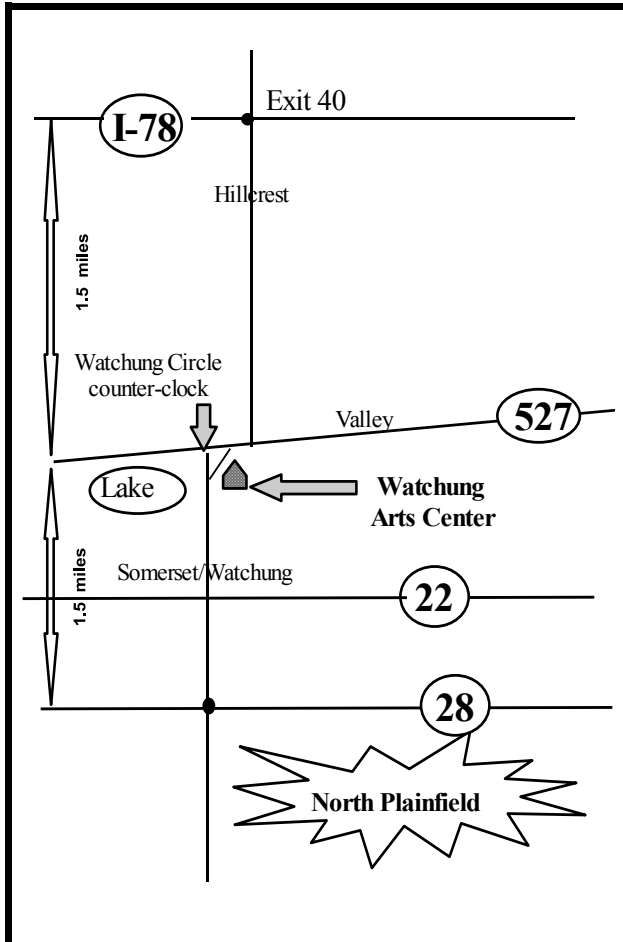 Exit 40
I-78
Hillcrest
1.5 miles
Watchung Circle
counter-clock
Valley
527
Lake
Watchung
Arts Center
1.5 miles
Somerset/Watchung
22
28
North Plainfield